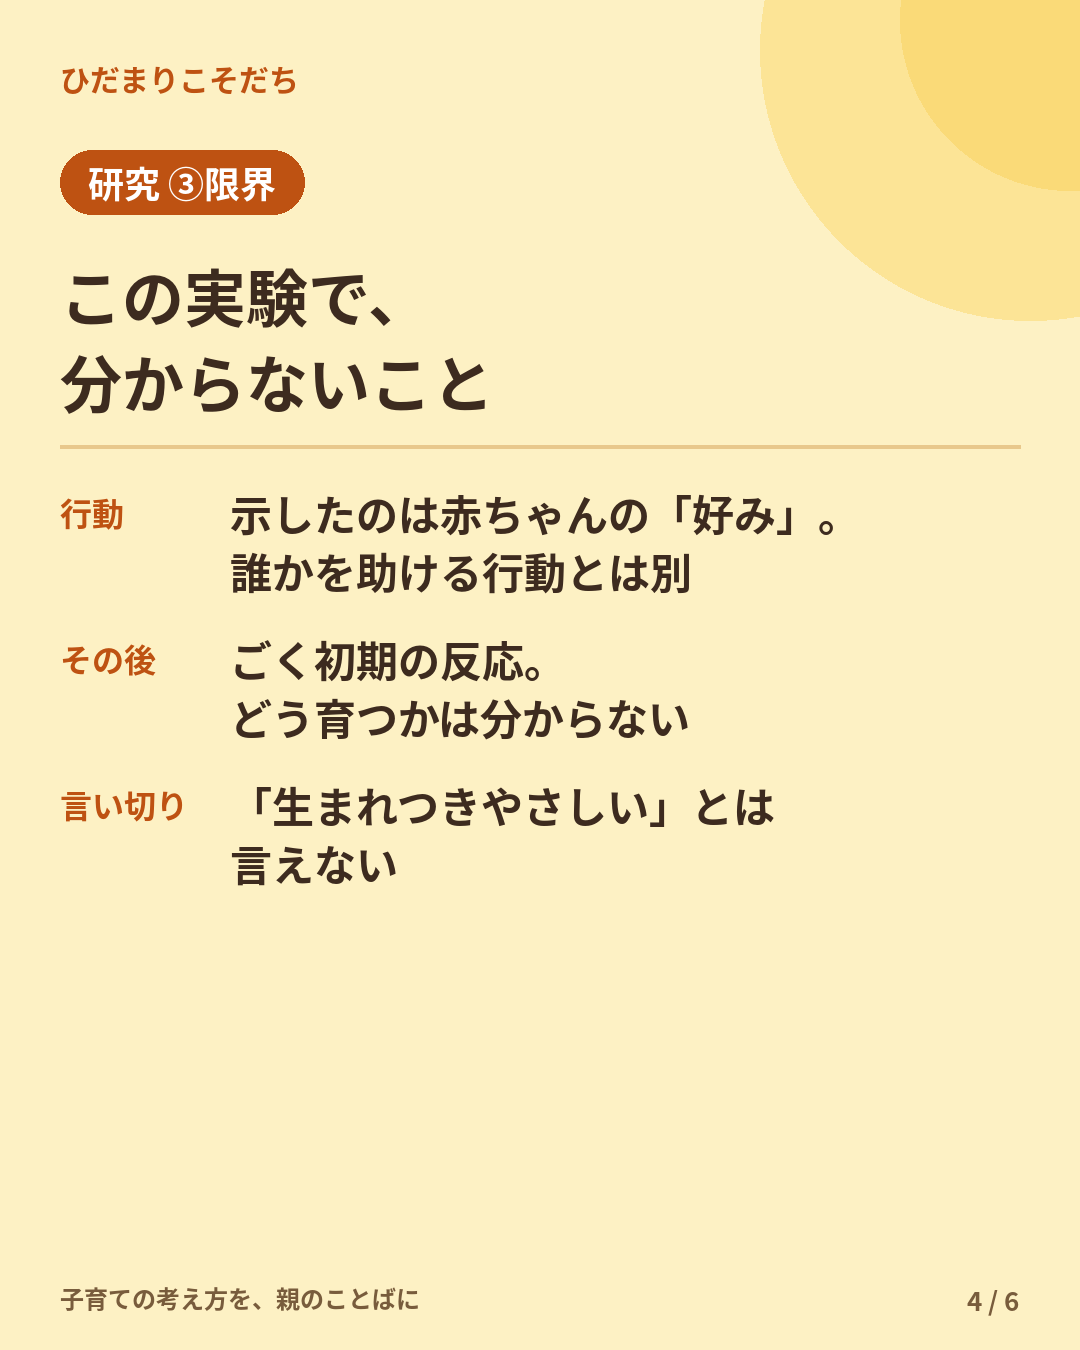 ひだまりこそだち
研究 ③限界
この実験で、
分からないこと
行動
示したのは赤ちゃんの「好み」。
誰かを助ける行動とは別
その後
ごく初期の反応。
どう育つかは分からない
言い切り
「生まれつきやさしい」とは
言えない
子育ての考え方を、親のことばに
4 / 6